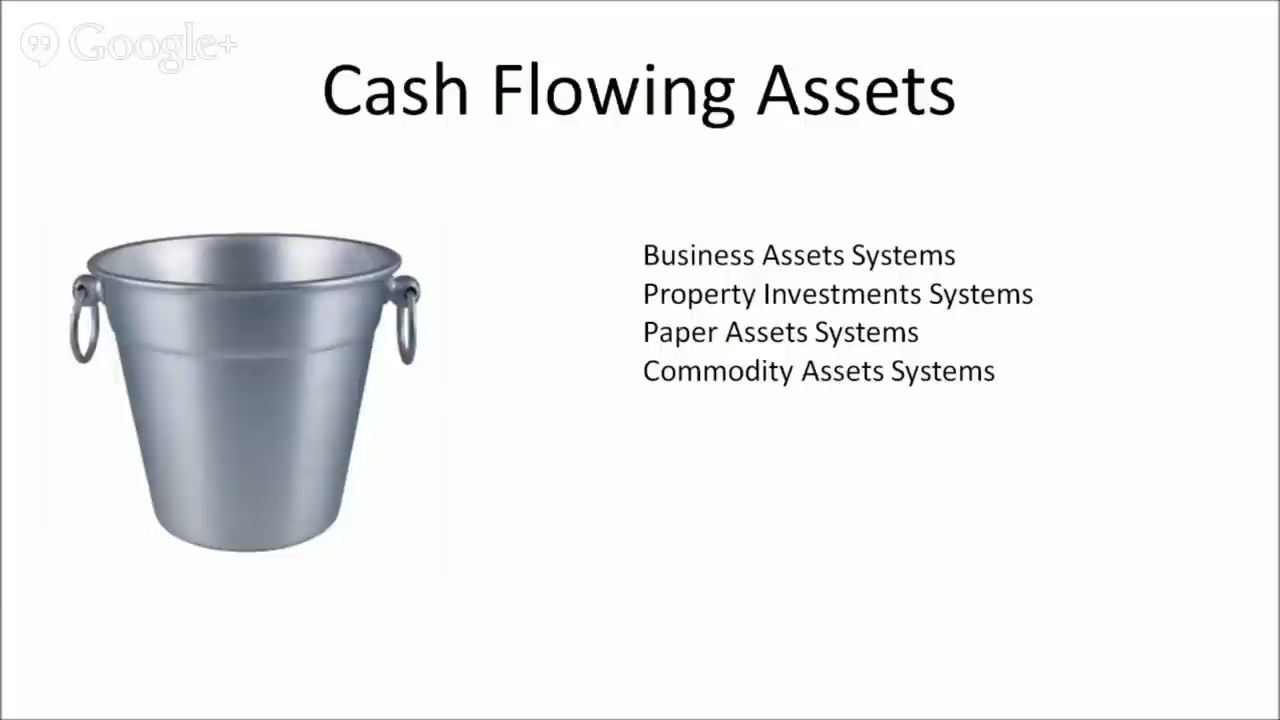 Google+
Cash Flowing Assets
Business Assets Systems
Property Investments Systems
Paper Assets Systems
Commodity Assets Systems